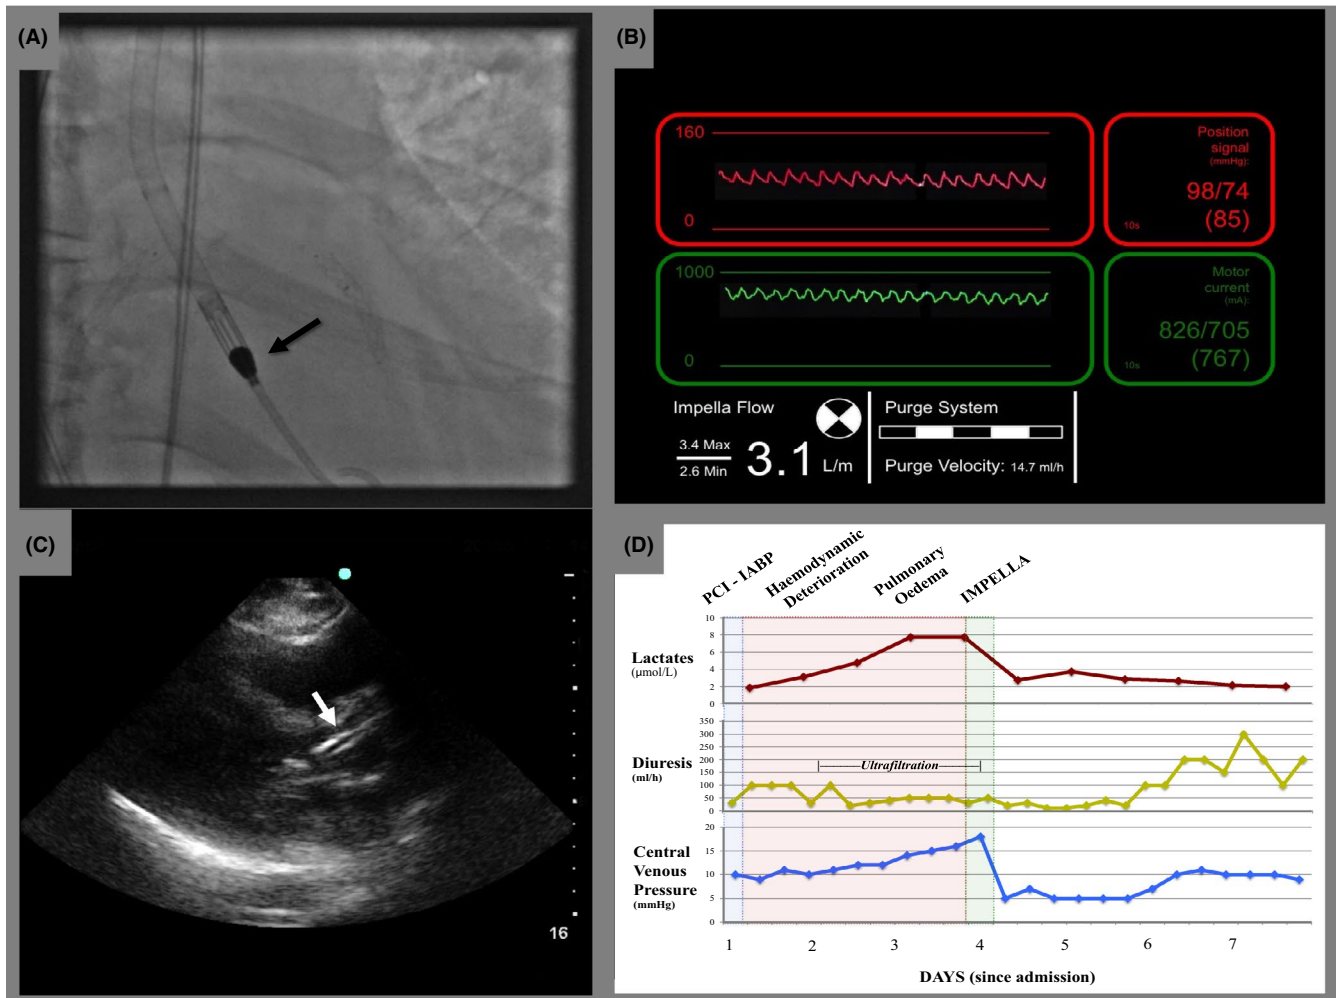 (A)
(B)
160
0
10s
Position
signal
(mmHg):
98/74
(85)
1000
0
10s
Motor
current
(mA):
826/705
(767)
Impella Flow
3.4 Max
2.6 Min
3.1
L/m
Purge System
Purge Velocity: 14.7 ml/h
(C)
16
(D)
PCI - IABP
Haemodynamic
Deterioration
Pulmonary
Oedema
IMPELLA
Lactates
(µmol/L)
10
8
6
4
2
0
Diuresis
(ml/h)
350
300
250
200
150
100
50
0
Ultrafiltration
Central
Venous
Pressure
(mmHg)
20
15
10
5
0
1 2 3 4 5 6 7
DAYS (since admission)